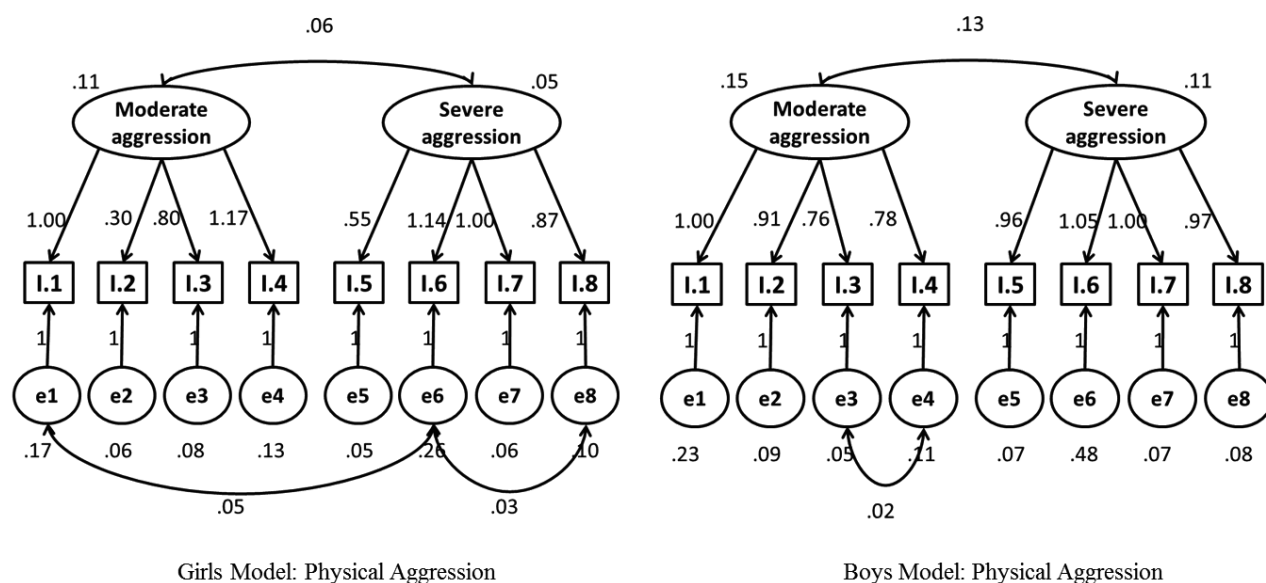 .06
.11 .05
Moderate aggression Severe aggression
1.00 .30 .80 1.17 .55 1.14 1.00 .87
I.1 I.2 I.3 I.4 I.5 I.6 I.7 I.8
1 1 1 1 1 1 1 1
e1 e2 e3 e4 e5 e6 e7 e8
.17 .06 .08 .13 .05 .26 .06 .10
.05 .03
Girls Model: Physical Aggression
.13
.15 .11
Moderate aggression Severe aggression
1.00 .91 .76 .78 .96 1.05 1.00 .97
I.1 I.2 I.3 I.4 I.5 I.6 I.7 I.8
1 1 1 1 1 1 1 1
e1 e2 e3 e4 e5 e6 e7 e8
.23 .09 .05 .11 .07 .48 .07 .08
.02
Boys Model: Physical Aggression